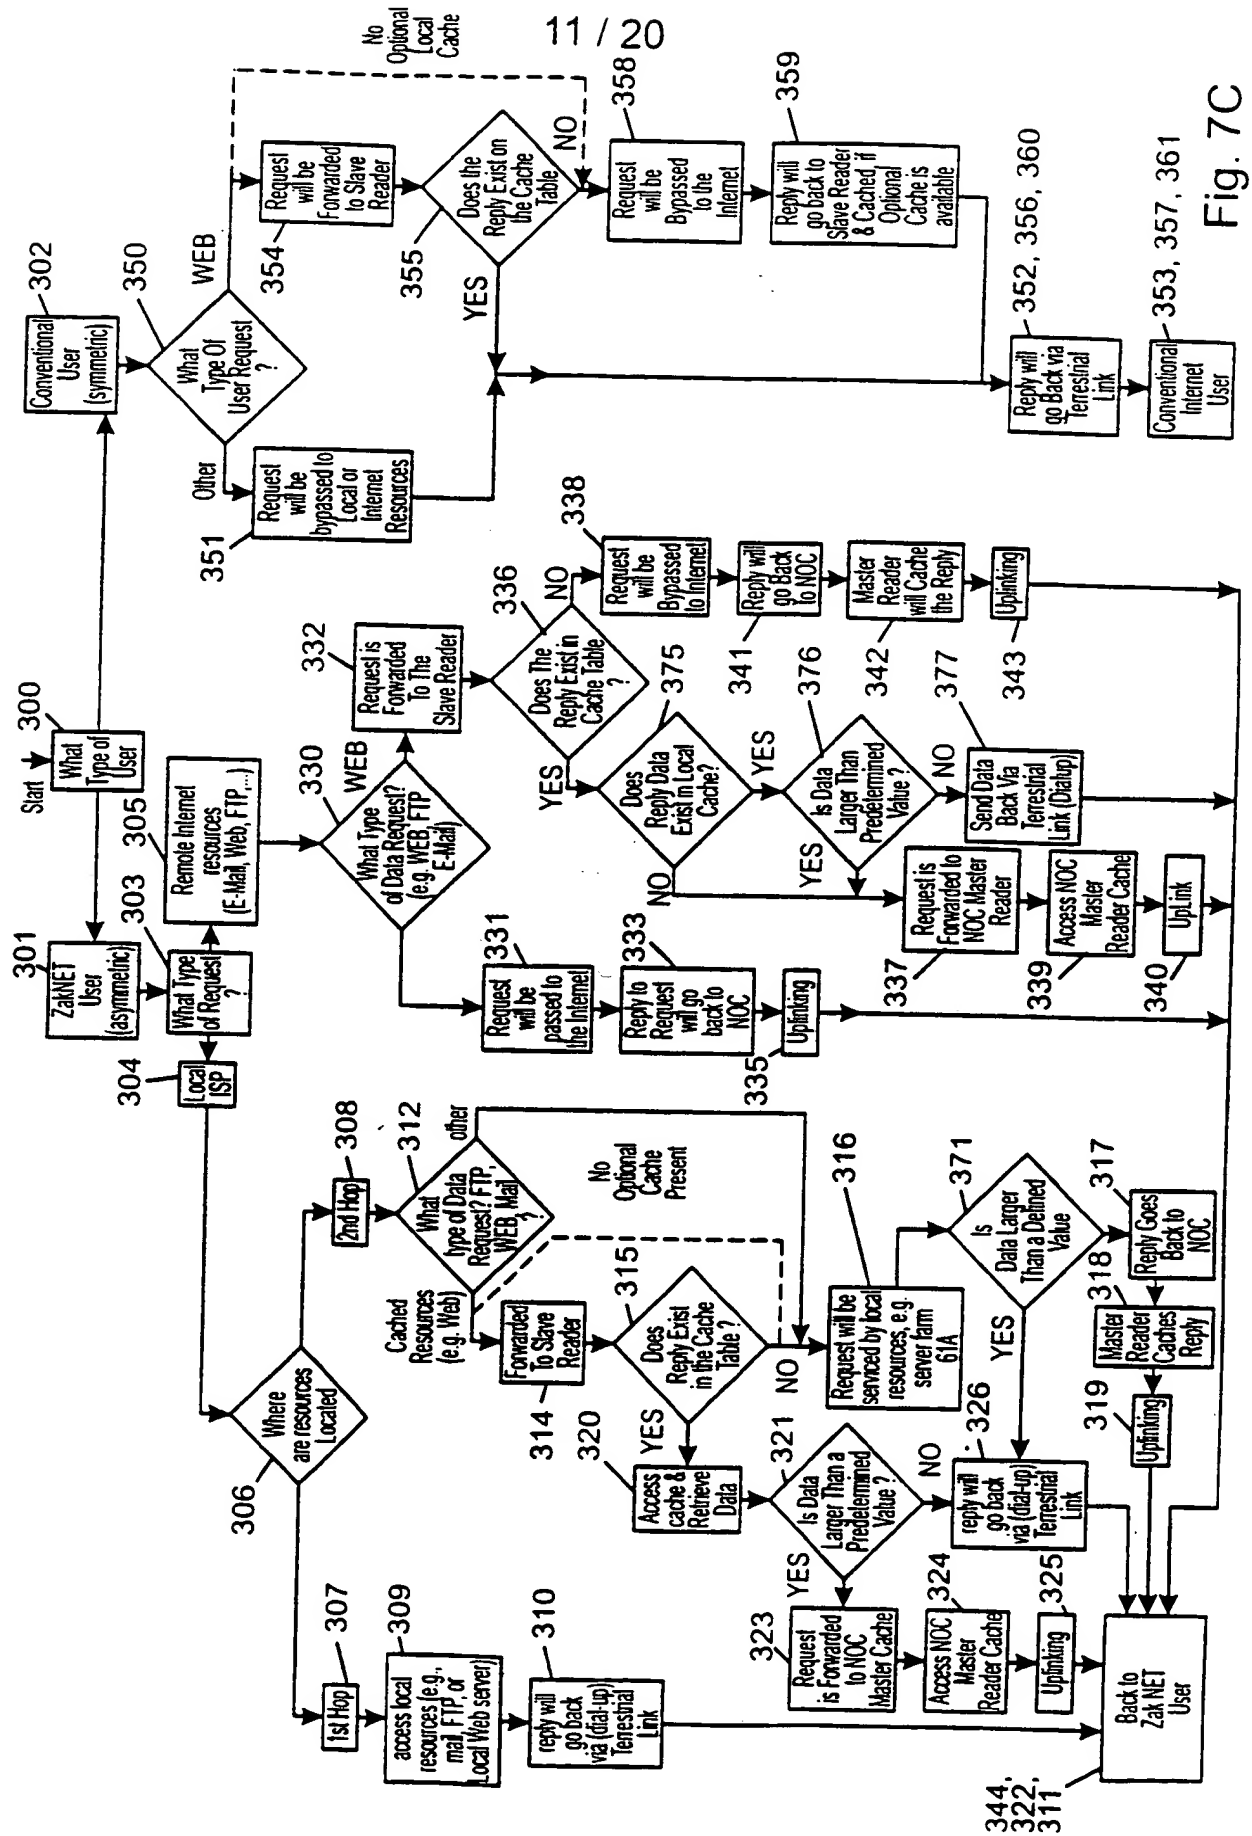 11 / 20
Start
300
What
Type of
User
301
ZakNET
User
(asymmetric)
302
Conventional
User
(symmetric)
303
What Type
of Request
?
304
Local
ISP
305
Remote Internet
resources
(E-Mail, Web, FTP,...)
306
Where
are resources
Located
307
1st Hop
309
access local
resources (e.g.,
mail, FTP, or
Local Web server)
310
reply will
go back
via (dial-up)
Terrestrial
Link
308
2nd Hop
312
What
type of Data
Request? FTP,
WEB, Mail
?
other
Cached
Resources
(e.g. Web)
No
Optional
Cache
Present
314
Forwarded
To Slave
Reader
315
Does
Reply Exist
in the Cache
Table ?
YES
NO
320
Access
cache &
Retrieve
Data
316
Request will be
serviced by local
resources, e.g.
server farm
61A
321
Is Data
Larger Than a
Predetermined
Value ?
YES
NO
371
Is
Data Larger
Than a Defined
Value
YES
323
Request
is Forwarded
to NOC
Master Cache
324
Access NOC
Master
Reader Cache
325
Uplinking
326
reply will
go back
via (dial-up)
Terrestrial
Link
317
Reply Goes
Back to
NOC
318
Master
Reader
Caches
Reply
319
Uplinking
344,
322,
311
Back to
Zak NET
User
330
What Type
of Data Request?
(e.g. WEB, FTP
E-Mail)
WEB
331
Request
will be
passed to
the Internet
333
Reply to
Request
will go
back to
NOC
335
Uplinking
332
Request is
Forwarded
To The
Slave Reader
336
Does The
Reply Exist in
Cache Table
?
YES
NO
375
Does
Reply Data
Exist in Local
Cache?
YES
NO
376
Is Data
Larger Than
Predetermined
Value ?
YES
NO
377
Send Data
Back Via
Terrestrial
Link (Dialup)
337
Request is
Forwarded to
NOC Master
Reader
339
Access NOC
Master
Reader Cache
340
UpLink
338
Request
will be
Bypassed
to Internet
341
Reply will
go Back
to NOC
342
Master
Reader
will Cache
the Reply
343
Uplinking
350
What
Type Of
User Request
?
Other
WEB
351
Request
will be
bypassed to
Local or
Internet
Resources
354
Request
will be
Forwarded
to Slave
Reader
No
Optional
Local
Cache
355
Does the
Reply Exist on
the Cache
Table
YES
NO
358
Request
will be
Bypassed
to the
Internet
359
Reply will
go back to
Slave Reader
& Cached if
Optional
Cache is
available
352, 356, 360
Reply will
go Back via
Terrestrial
Link
353, 357, 361
Conventional
Internet
User
Fig. 7C